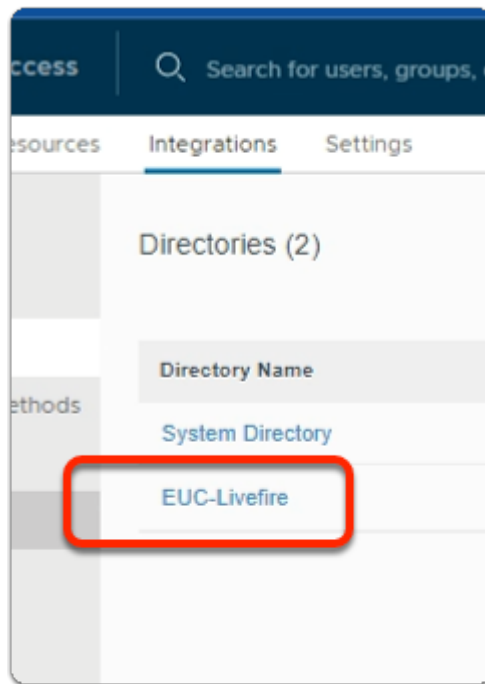 ccess
Search for users, groups,
esources Integrations Settings
Directories (2)
Directory Name
ethods
System Directory
EUC-Livefire